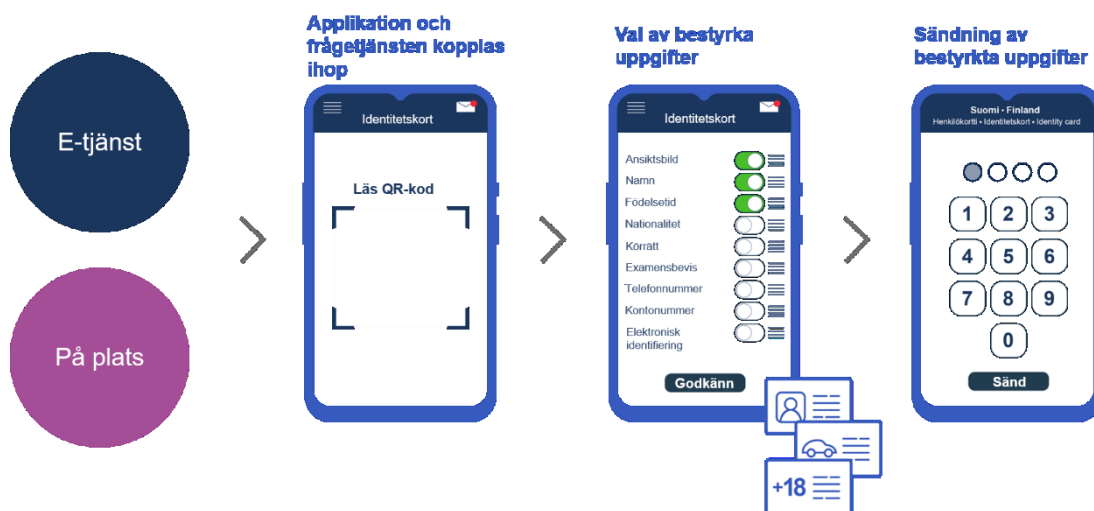 E-tjänst
På plats
Applikation och
frågetjänsten kopplas
ihop
Identitetskort
Läs QR-kod
Val av bestyrka
uppgifter
Identitetskort
Ansiktsbild
Namn
Födelsetid
Nationalitet
Körrätt
Examensbevis
Telefonnummer
Kontonummer
Elektronisk
identifiering
Godkänn
+18
Sändning av
bestyrkta uppgifter
Suomi • Finland
Henkilökortti • Identitetskort • Identity card
1 2 3
4 5 6
7 8 9
0
Sänd